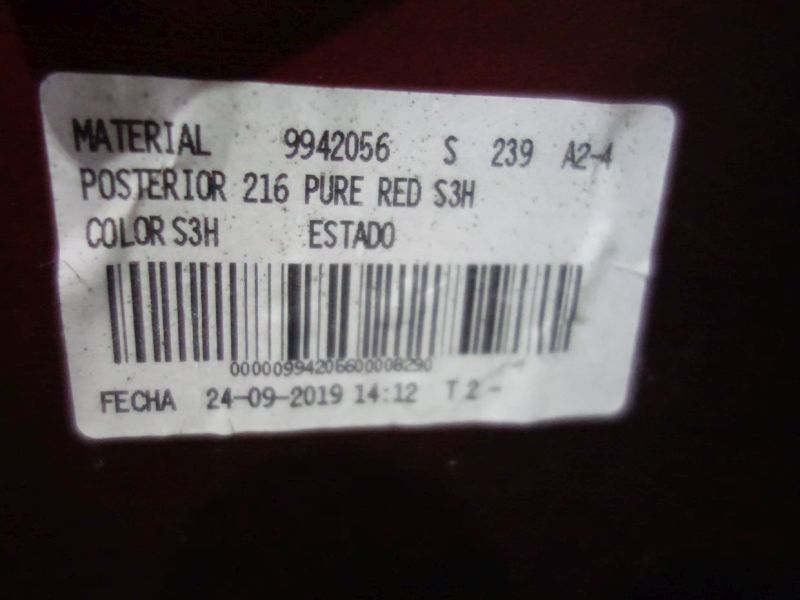 MATERIAL 9942056 S 239 A2-4
POSTERIOR 216 PURE RED S3H
COLOR S3H ESTADO
00000994206600008290
FECHA 24-09-2019 14:12 T 2 -